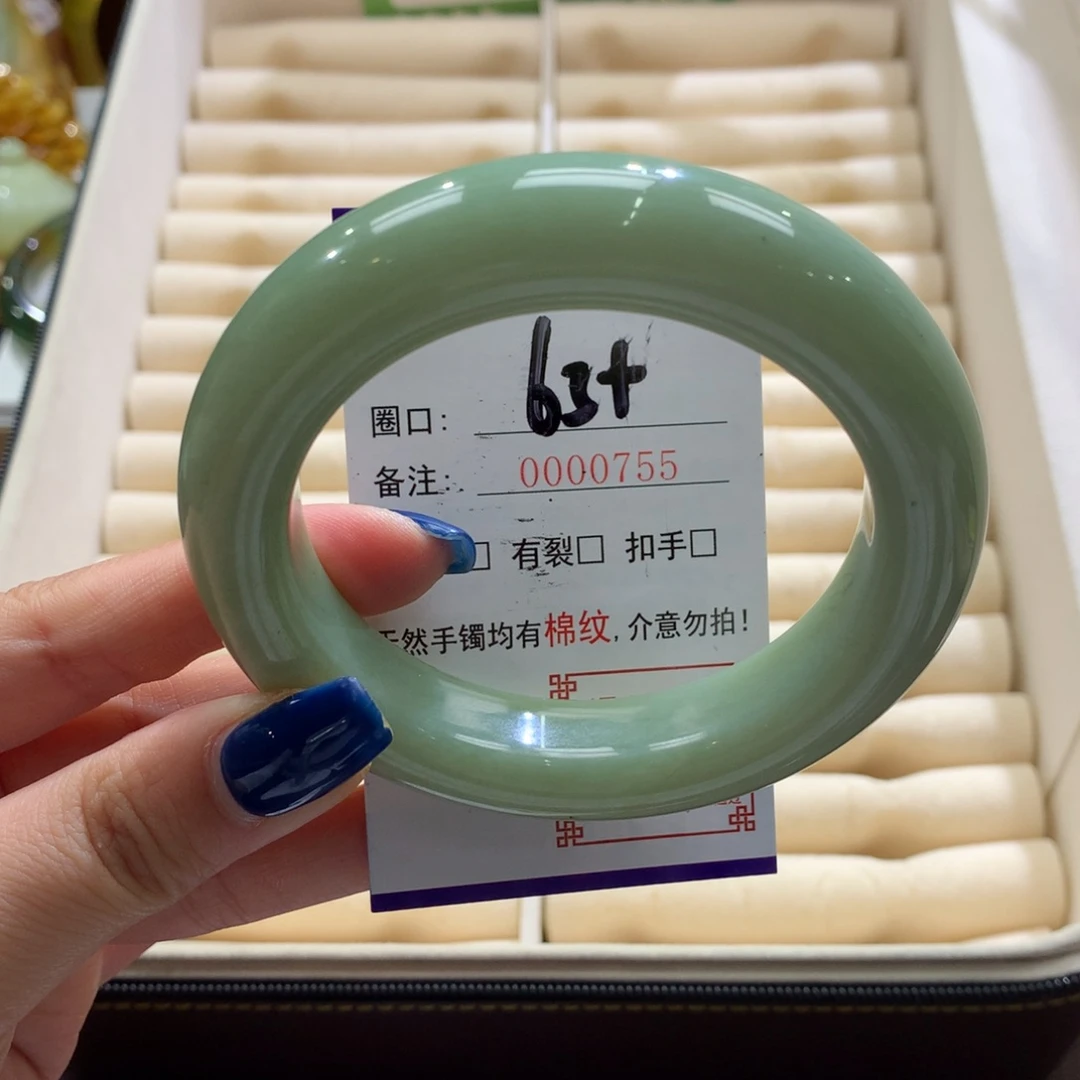 圈口: 63+
备注: 0000755
□ 有裂□ 扣手□
天然手镯均有棉纹,介意勿拍!